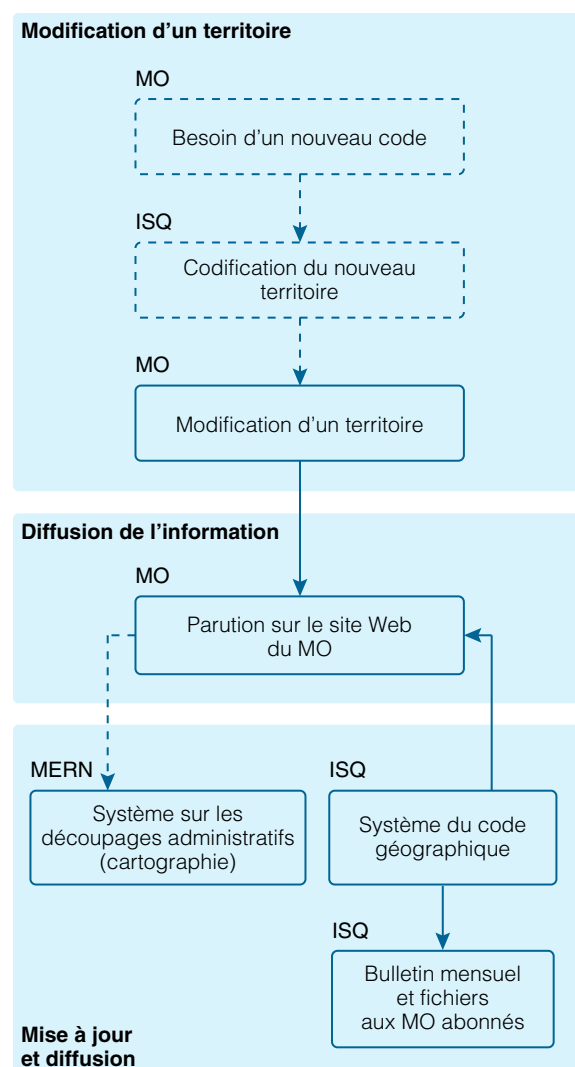 Modification d’un territoire
MO
Besoin d’un nouveau code
ISQ
Codification du nouveau
territoire
MO
Modification d’un territoire
Diffusion de l’information
MO
Parution sur le site Web
du MO
MERN
Système sur les
découpages administratifs
(cartographie)
ISQ
Système du code
géographique
ISQ
Bulletin mensuel
et fichiers
aux MO abonnés
Mise à jour
et diffusion